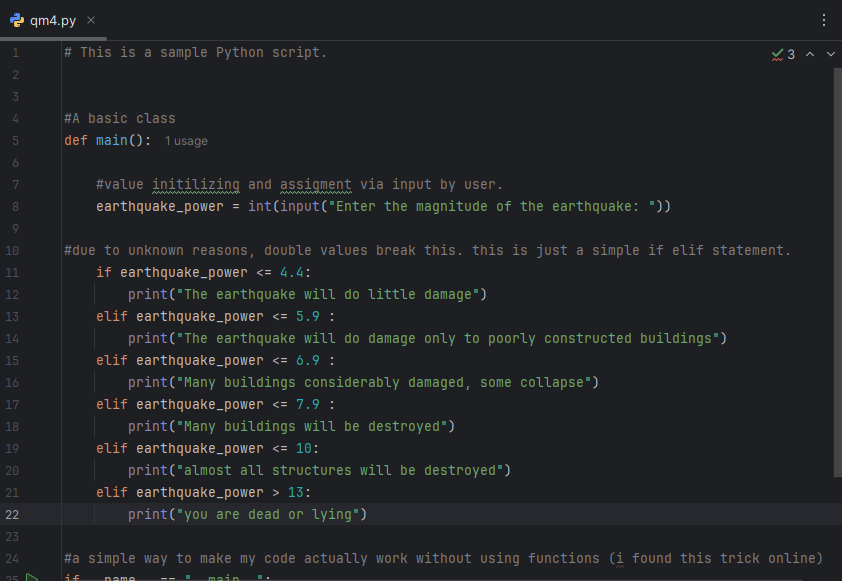 qm4.py
3
1 # This is a sample Python script.
2
3
4 #A basic class
5 def main(): 1 usage
6
7 #value initilizing and assigment via input by user.
8 earthquake_power = int(input("Enter the magnitude of the earthquake: "))
9
10 #due to unknown reasons, double values break this. this is just a simple if elif statement.
11 if earthquake_power <= 4.4:
12 print("The earthquake will do little damage")
13 elif earthquake_power <= 5.9 :
14 print("The earthquake will do damage only to poorly constructed buildings")
15 elif earthquake_power <= 6.9 :
16 print("Many buildings considerably damaged, some collapse")
17 elif earthquake_power <= 7.9 :
18 print("Many buildings will be destroyed")
19 elif earthquake_power <= 10:
20 print("almost all structures will be destroyed")
21 elif earthquake_power > 13:
22 print("you are dead or lying")
23
24 #a simple way to make my code actually work without using functions (i found this trick online)
25 if __name__ == "__main__":